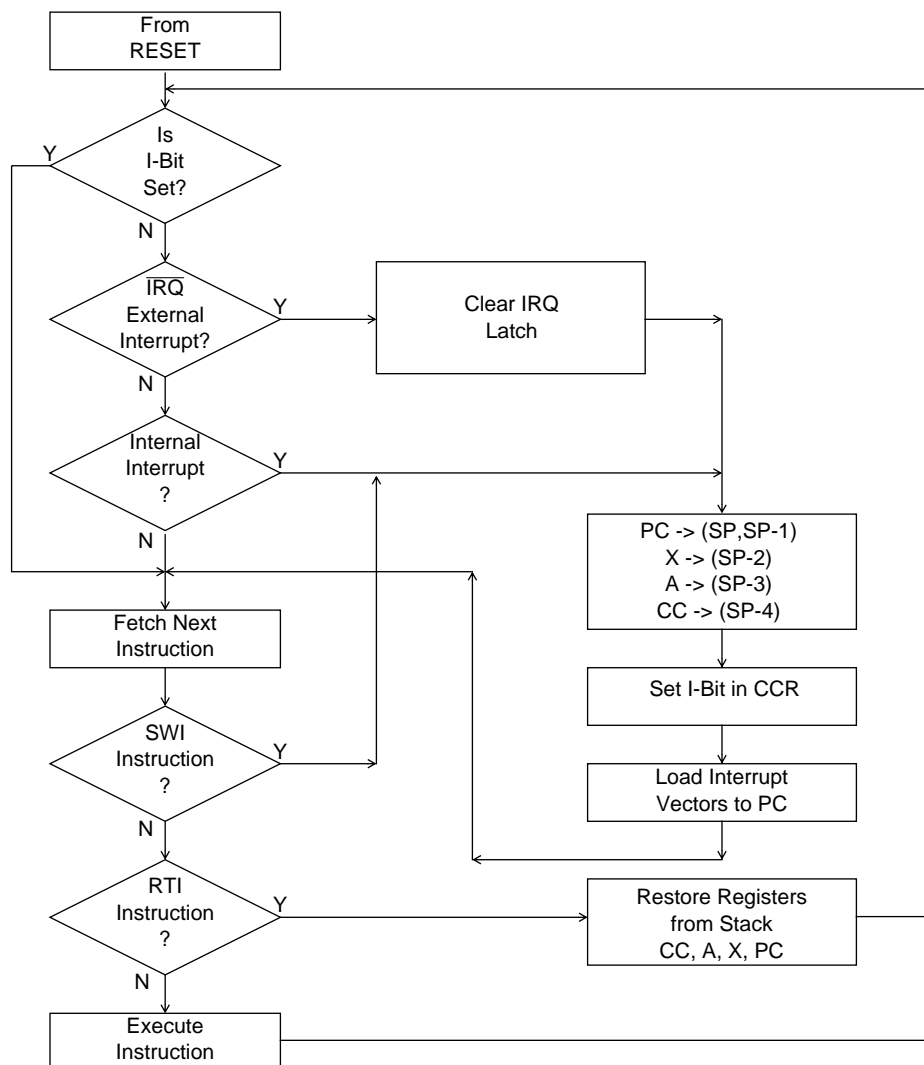 From
RESET
Is
I-Bit
Set?
Y
N
IRQ
External
Interrupt?
Y
N
Clear IRQ
Latch
Internal
Interrupt
?
Y
N
PC -> (SP,SP-1)
X -> (SP-2)
A -> (SP-3)
CC -> (SP-4)
Fetch Next
Instruction
Set I-Bit in CCR
SWI
Instruction
?
Y
N
Load Interrupt
Vectors to PC
RTI
Instruction
?
Y
N
Restore Registers
from Stack
CC, A, X, PC
Execute
Instruction